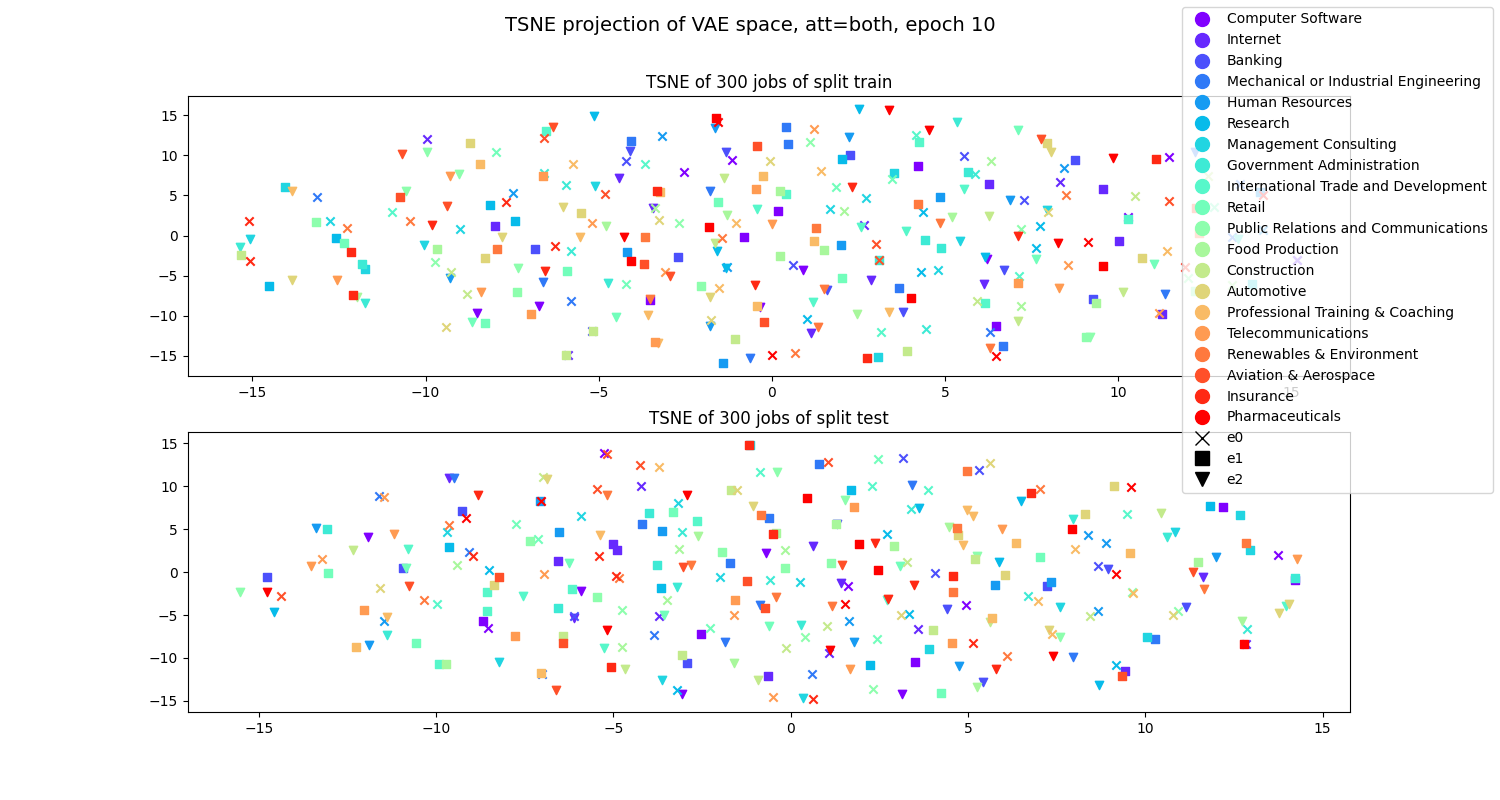 TSNE projection of VAE space, att=both, epoch 10
TSNE of 300 jobs of split train
15
10
5
0
−5
−10
−15
−15
−10
−5
0
5
10
15
TSNE of 300 jobs of split test
15
10
5
0
−5
−10
−15
−15
−10
−5
0
5
10
15
Computer Software
Internet
Banking
Mechanical or Industrial Engineering
Human Resources
Research
Management Consulting
Government Administration
International Trade and Development
Retail
Public Relations and Communications
Food Production
Construction
Automotive
Professional Training & Coaching
Telecommunications
Renewables & Environment
Aviation & Aerospace
Insurance
Pharmaceuticals
e0
e1
e2